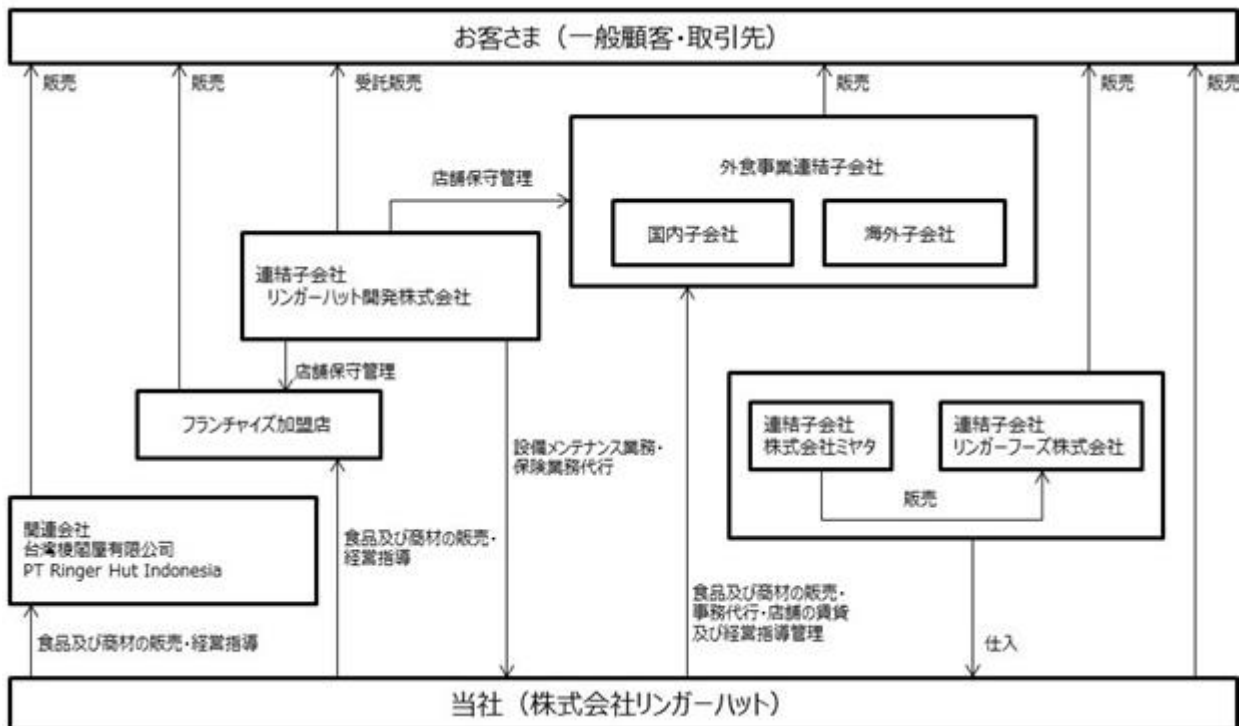 お客さま（一般顧客・取引先）
販売
販売
受託販売
販売
販売
販売
外食事業連結子会社
国内子会社
海外子会社
店舗保守管理
連結子会社
リンガーハット開発株式会社
店舗保守管理
フランチャイズ加盟店
設備メンテナンス業務・
保険業務代行
連結子会社
株式会社ミヤタ
連結子会社
リンガーフーズ株式会社
販売
関連会社
台湾棱閤屋有限公司
PT Ringer Hut Indonesia
食品及び商材の販売・
経営指導
食品及び商材の販売・
事務代行・店舗の賃貸
及び経営指導管理
食品及び商材の販売・経営指導
仕入
当社（株式会社リンガーハット）